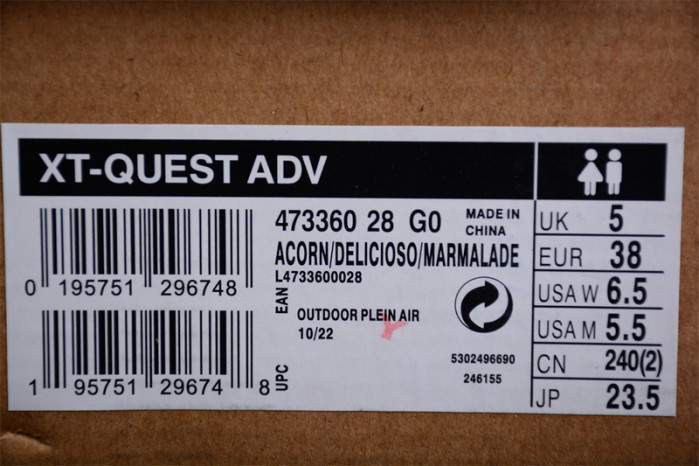 XT-QUEST ADV
473360 28 G0
MADE IN
CHINA
ACORN/DELICIOSO/MARMALADE
L4733600028
EAN
0 195751 296748
OUTDOOR PLEIN AIR
10/22
5302496690
246155
UPC
1 95751 29674 8
UK 5
EUR 38
USA W 6.5
USA M 5.5
CN 240(2)
JP 23.5